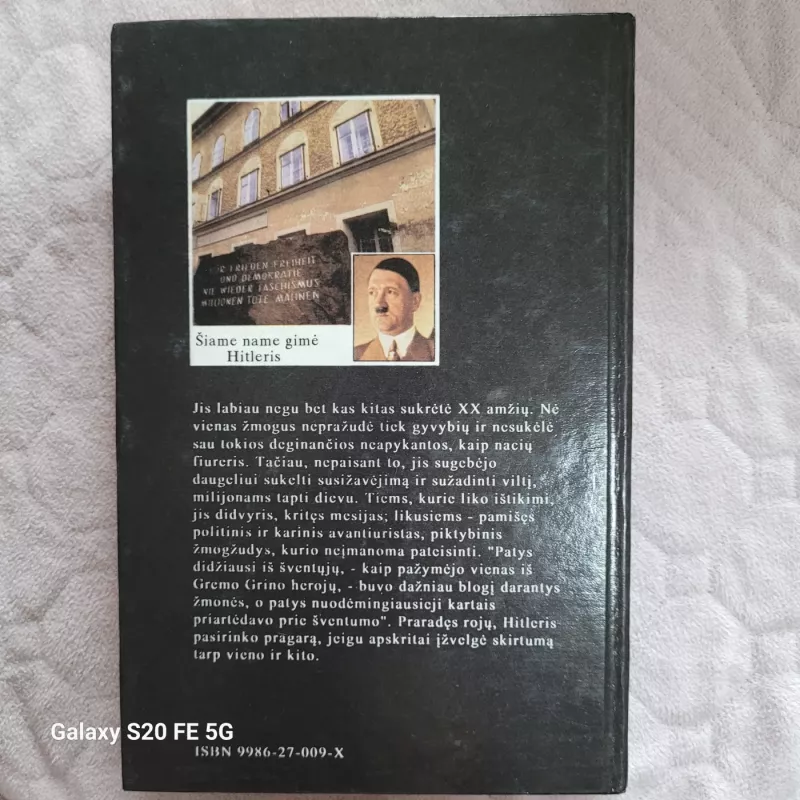 FÜR FRIEDEN FREIHEIT
UND DEMOKRATIE
NIE WIEDER FASCHISMUS
MILLIONEN TOTE MAHNEN
Šiame name gimė
Hitleris
Jis labiau negu bet kas kitas sukrėtė XX amžių. Nė
vienas žmogus nepražudė tiek gyvybių ir nesukėlė
sau tokios deginančios neapykantos, kaip nacių
fiureris. Tačiau, nepaisant to, jis sugebėjo
daugeliui sukelti susižavėjimą ir sužadinti viltį,
milijonams tapti dievu. Tiems, kurie liko ištikimi,
jis didvyris, kritęs mesijas; likusiems - pamišęs
politinis ir karinis avantiuristas, piktybinis
žmogžudys, kurio neįmanoma pateisinti. "Patys
didžiausi iš šventųjų, - kaip pažymėjo vienas iš
Gremo Grino herojų, - buvo dažniau blogį darantys
žmonės, o patys nuodėmingiausieji kartais
priartėdavo prie šventumo". Praradęs rojų, Hitleris
pasirinko pragarą, jeigu apskritai įžvelgė skirtumą
tarp vieno ir kito.
Galaxy S20 FE 5G
ISBN 9986-27-009-X